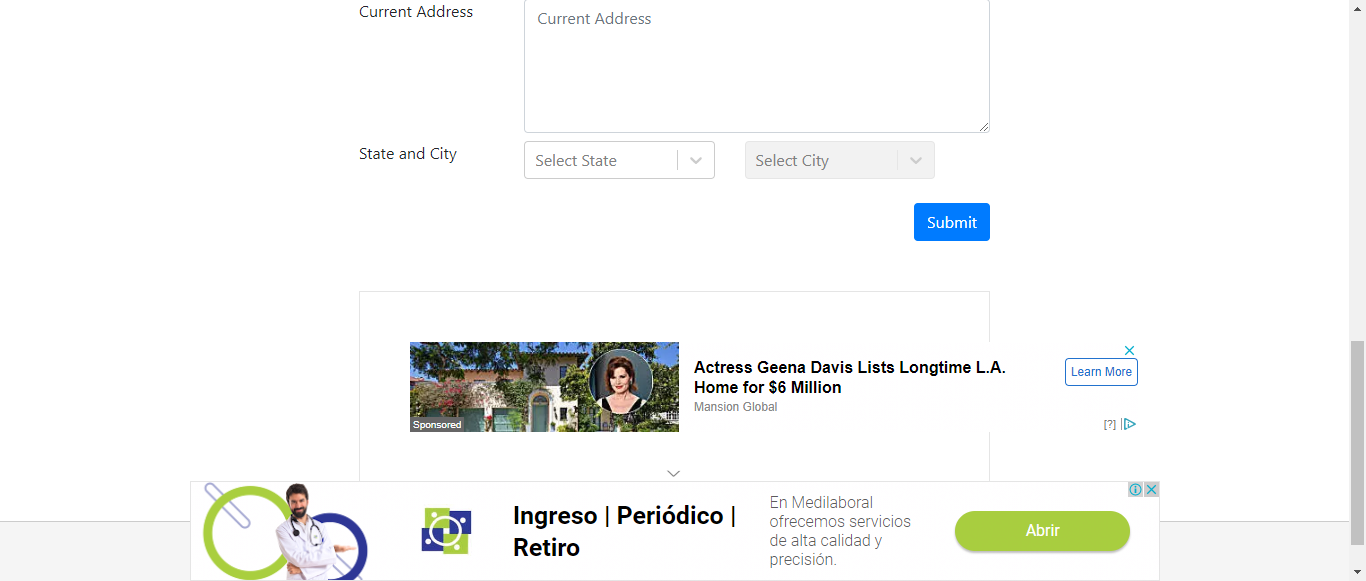 Current Address
Current Address
State and City
Select State
Select City
Submit
Actress Geena Davis Lists Longtime L.A.
Home for $6 Million
Mansion Global
Learn More
Sponsored
[?]
Ingreso | Periódico |
Retiro
En Medilaboral
ofrecemos servicios
de alta calidad y
precisión.
Abrir